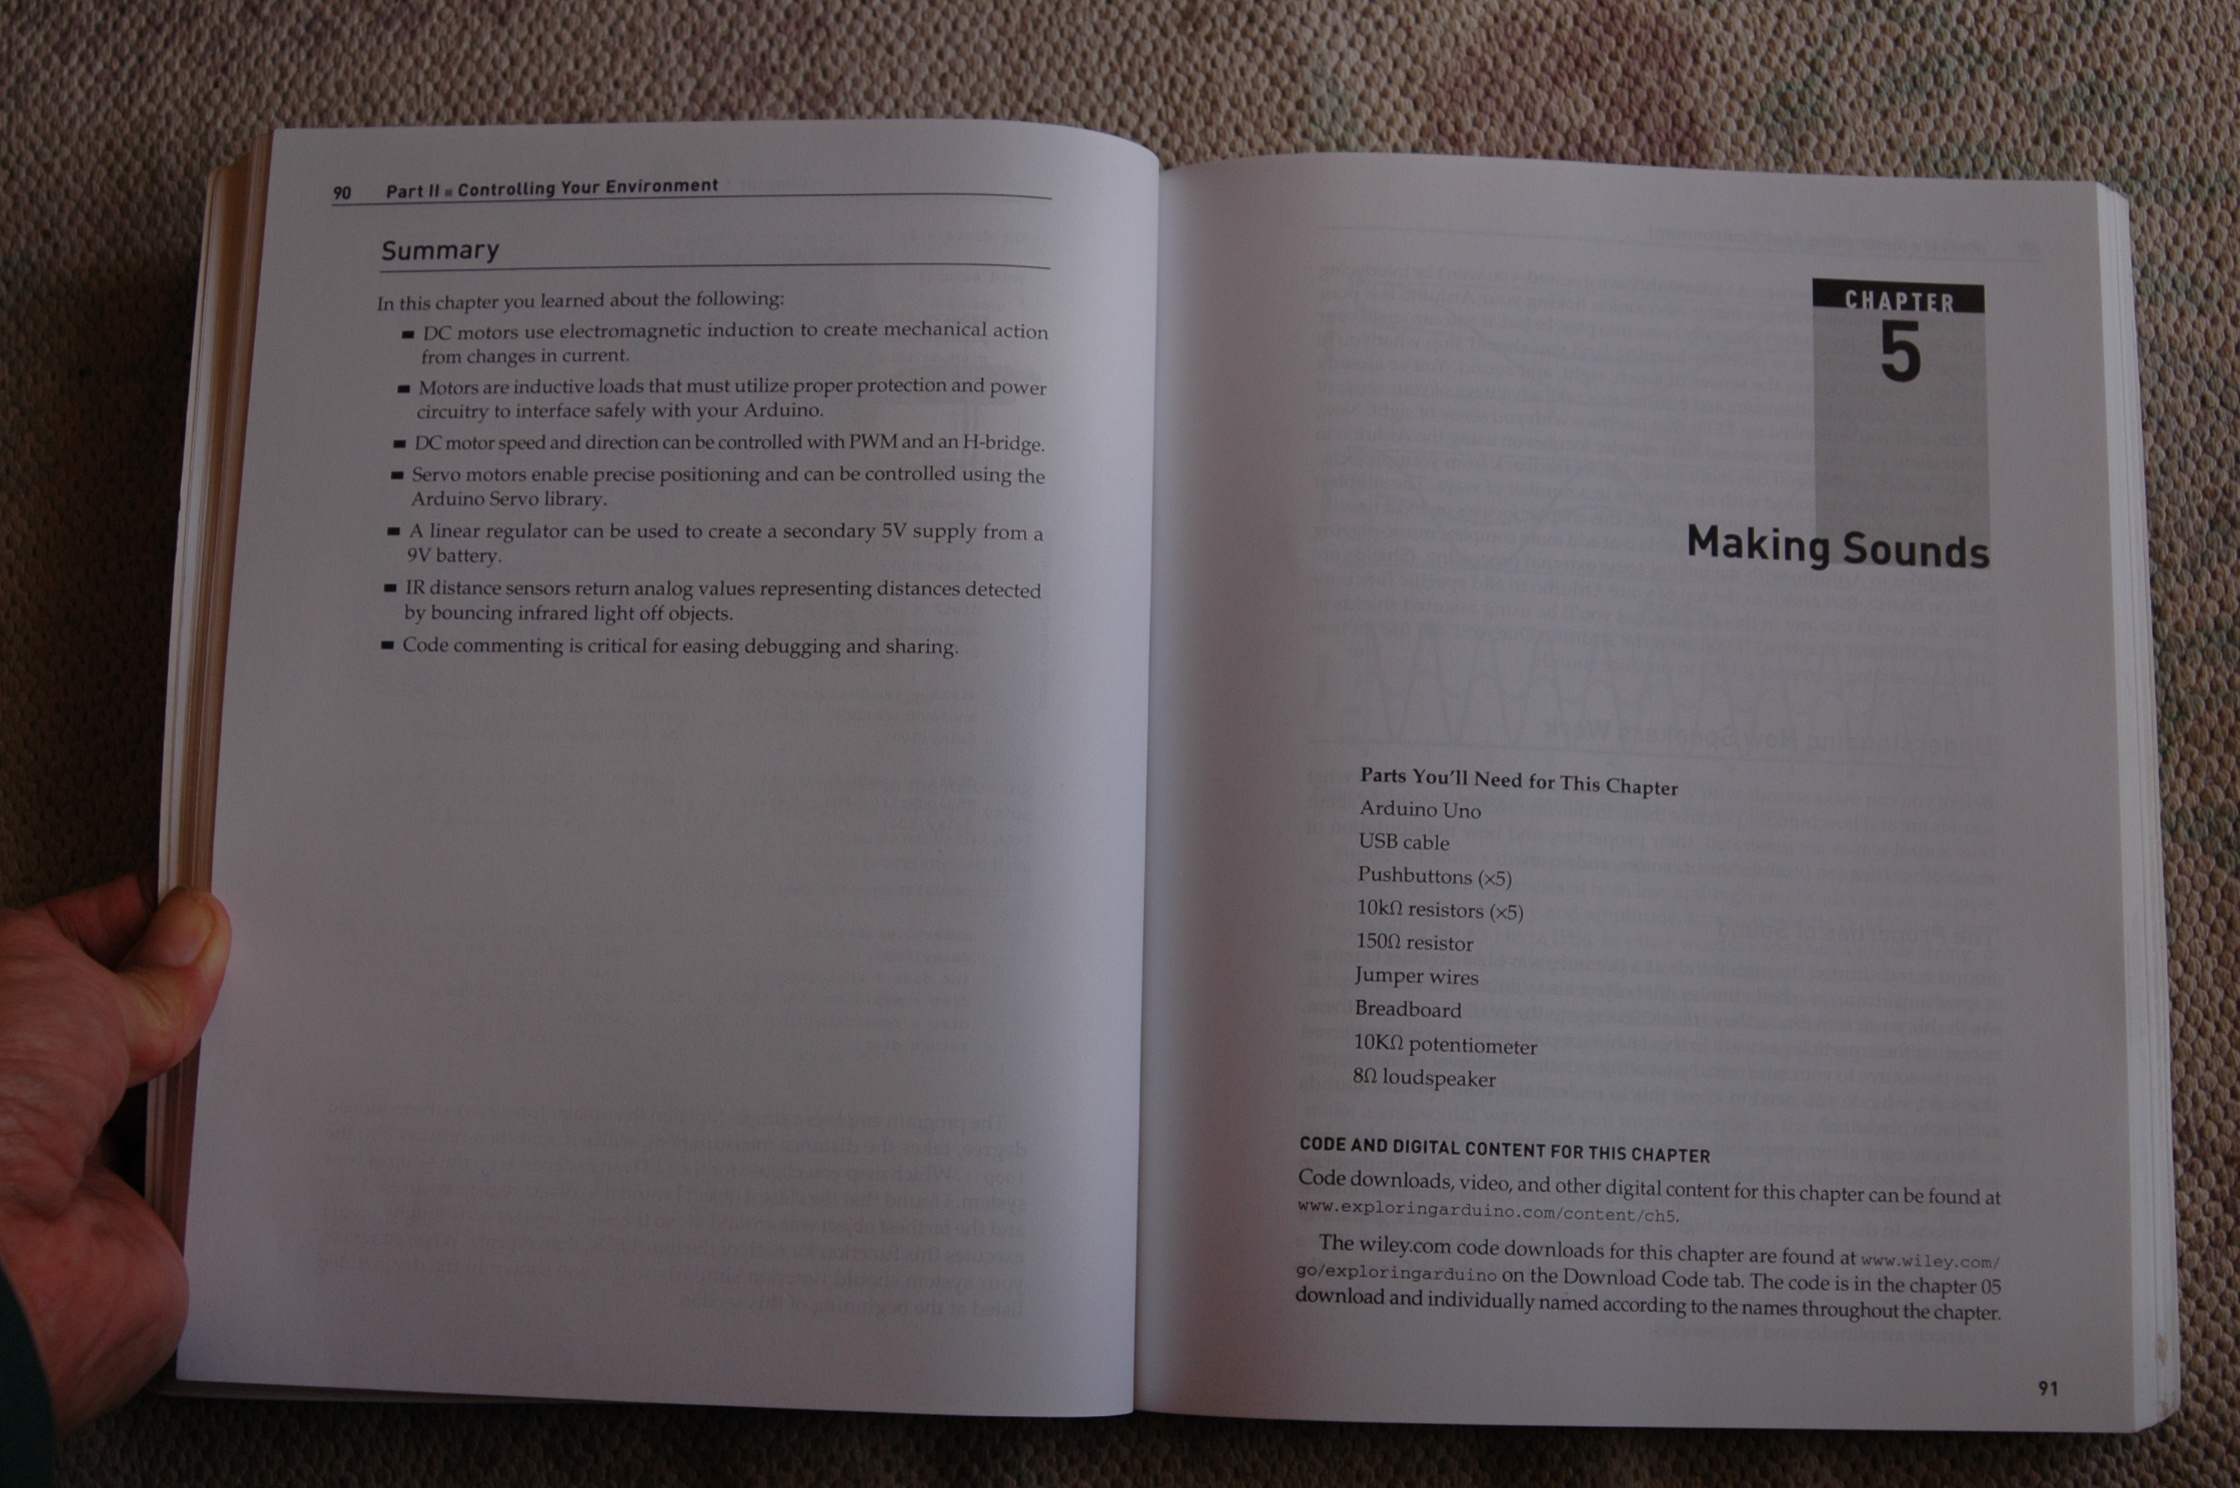 90 Part II ■ Controlling Your Environment
Summary
In this chapter you learned about the following:
■ DC motors use electromagnetic induction to create mechanical action
from changes in current.
■ Motors are inductive loads that must utilize proper protection and power
circuitry to interface safely with your Arduino.
■ DC motor speed and direction can be controlled with PWM and an H-bridge.
■ Servo motors enable precise positioning and can be controlled using the
Arduino Servo library.
■ A linear regulator can be used to create a secondary 5V supply from a
9V battery.
■ IR distance sensors return analog values representing distances detected
by bouncing infrared light off objects.
■ Code commenting is critical for easing debugging and sharing.
CHAPTER
5
Making Sounds
Parts You'll Need for This Chapter
Arduino Uno
USB cable
Pushbuttons (×5)
10kΩ resistors (×5)
150Ω resistor
Jumper wires
Breadboard
10KΩ potentiometer
8Ω loudspeaker
CODE AND DIGITAL CONTENT FOR THIS CHAPTER
Code downloads, video, and other digital content for this chapter can be found at
www.exploringarduino.com/content/ch5.
The wiley.com code downloads for this chapter are found at www.wiley.com/
go/exploringarduino on the Download Code tab. The code is in the chapter 05
download and individually named according to the names throughout the chapter.
91